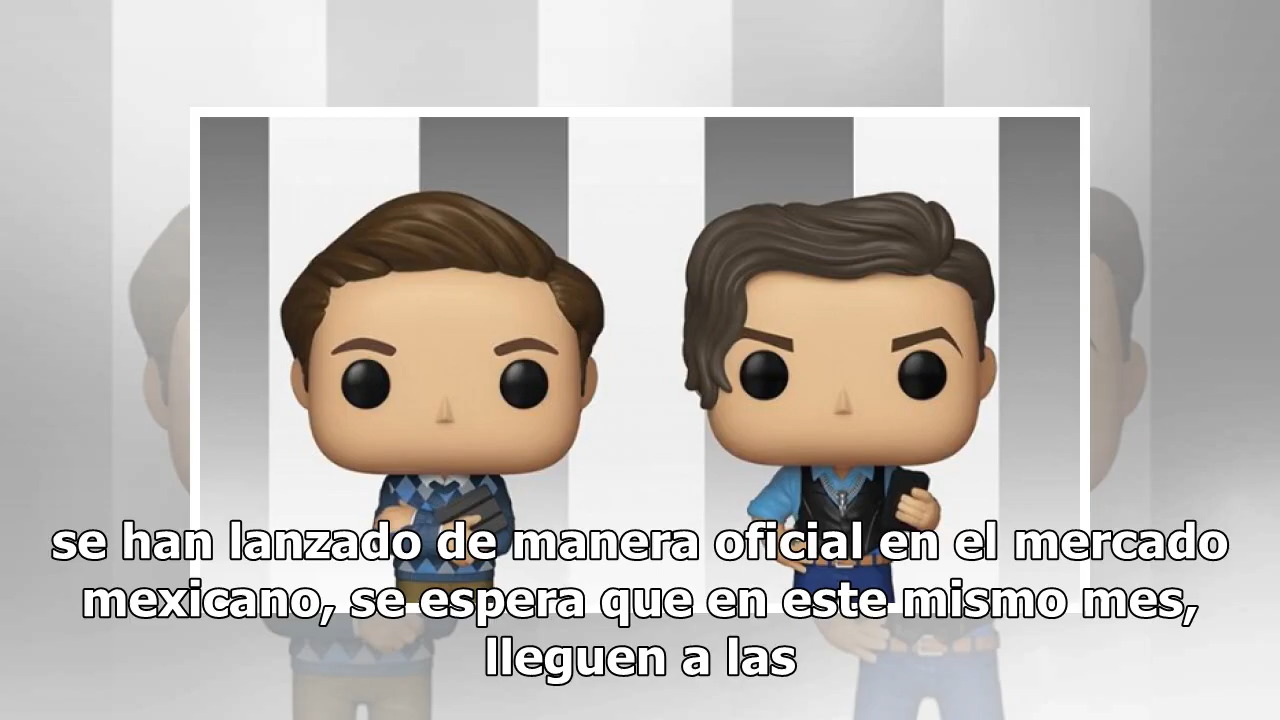 se han lanzado de manera oficial en el mercado
mexicano, se espera que en este mismo mes,
lleguen a las